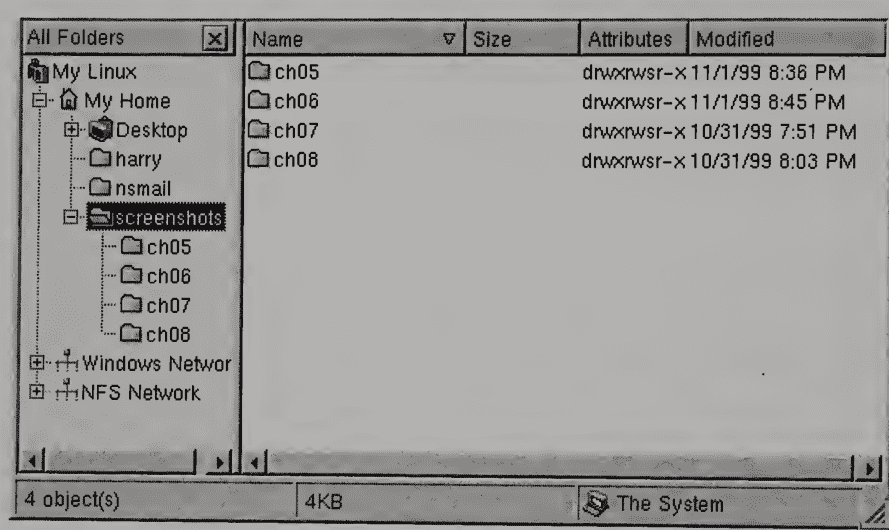 All Folders
Name Size Attributes Modified
My Linux
My Home
Desktop
harry
nsmail
screenshots
ch05
ch06
ch07
ch08
Windows Networ
NFS Network
ch05 drwxrwsr-x 11/1/99 8:36 PM
ch06 drwxrwsr-x 11/1/99 8:45 PM
ch07 drwxrwsr-x 10/31/99 7:51 PM
ch08 drwxrwsr-x 10/31/99 8:03 PM
4 object(s) 4KB The System